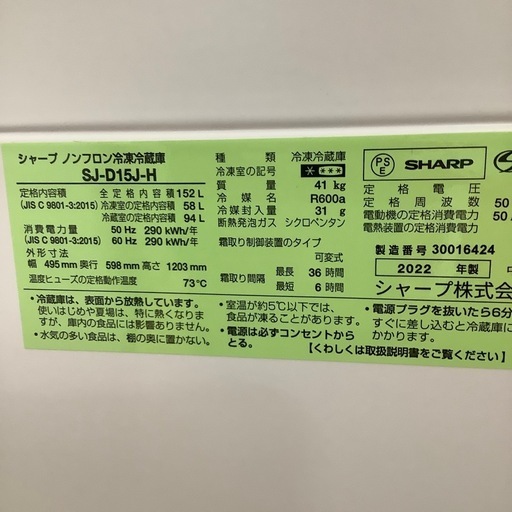 シャープ ノンフロン冷凍冷蔵庫
SJ-D15J-H
定格内容積 全定格内容積 152 L
(JIS C 9801-3:2015) 冷凍室の定格内容積 58 L
冷蔵室の定格内容積 94 L
消費電力量 50 Hz 290 kWh/年
(JIS C 9801-3:2015) 60 Hz 290 kWh/年
外形寸法
幅 495 mm 奥行 598 mm 高さ 1203 mm
温度ヒューズの定格動作温度 73℃
種類 冷凍冷蔵庫
冷凍室の記号 * ***
質量 41 kg
冷媒 R600a
冷媒封入量 31 g
断熱発泡ガス シクロペンタン
霜取り制御装置のタイプ
可変式
霜取り間隔 最長 36 時間
最短 6 時間
PS
E
SHARP
定格電圧
定格周波数 50
電動機の定格消費電力 50
電熱装置の定格消費電力
製造番号 30016424
2022 年製
シャープ株式会
•冷蔵庫は、表面から放熱しています。
使いはじめや夏場は、特に熱くなりま
すが、庫内の食品には影響ありません。
•水気の多い食品は、棚の奥に置かない。
•室温が約5℃以下では、
食品が凍ることがあります。
•電源は必ずコンセントから
とる。
•電源プラグを抜いたら6分
すぐに差し込むと冷蔵庫に
かかります。
【くわしくは取扱説明書をご覧ください】